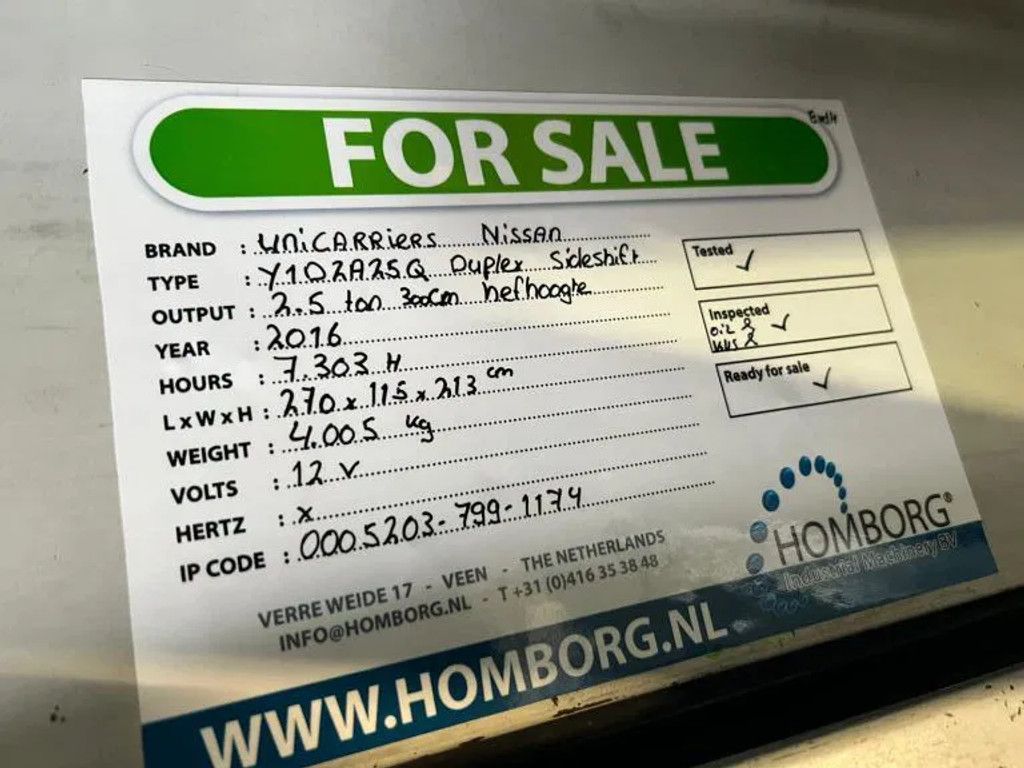 FOR SALE
BRAND : UNiCARRiers Nissan
TYPE : Y1D2A25Q Duplex Sideshift
OUTPUT : 2.5 ton 300cm hefhoogte
YEAR : 2016
HOURS : 7.303 H
L x W x H : 270 x 115 x 213 cm
WEIGHT : 4.005 kg
VOLTS : 12 V
HERTZ : x
IP CODE : 0005203-799-1174
Tested ✓
Inspected
OiL & ✓
Ready for sale ✓
VERRE WEIDE 17 - VEEN - THE NETHERLANDS
INFO@HOMBORG.NL - T +31 (0)416 35 38 48
HOMBORG®
Industrial Machinery BV
WWW.HOMBORG.NL